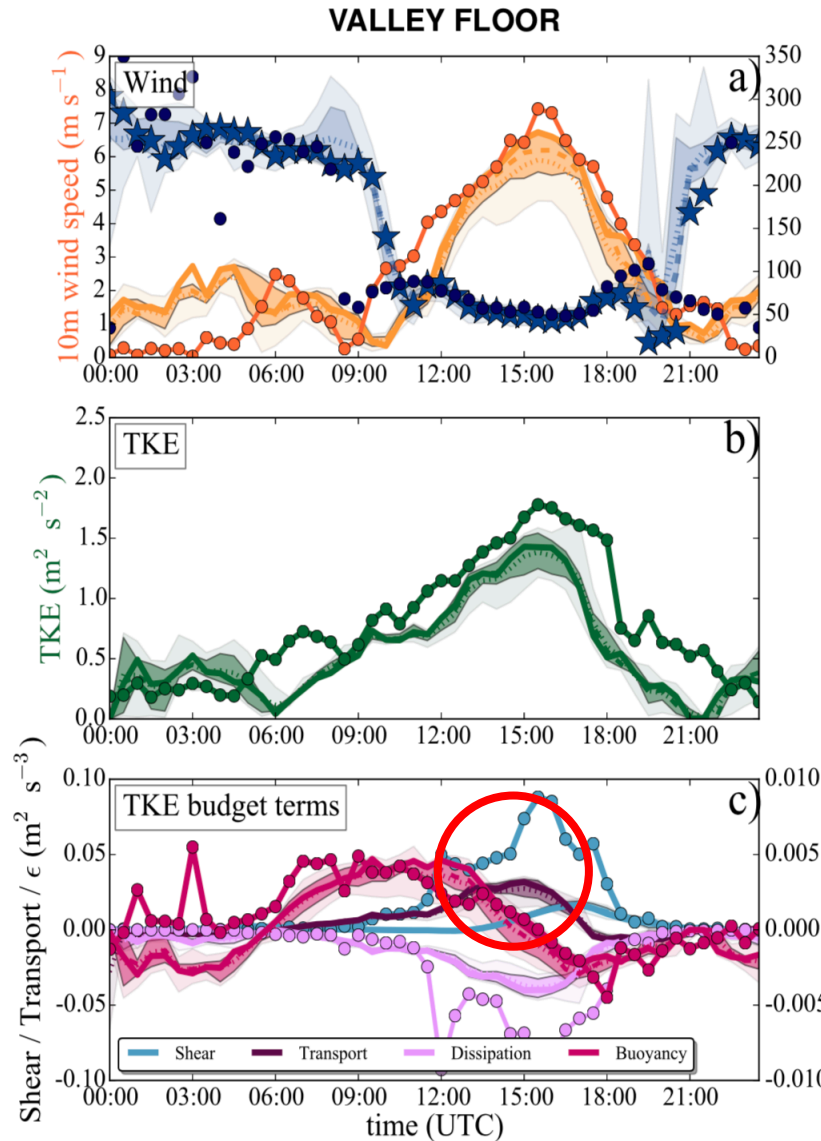 VALLEY FLOOR
Wind
a)
10m wind speed (m s⁻¹)
9
8
7
6
5
4
3
2
1
0
350
300
250
200
150
100
50
0
00:00 03:00 06:00 09:00 12:00 15:00 18:00 21:00
TKE
b)
TKE (m² s⁻²)
2.5
2.0
1.5
1.0
0.5
0.0
00:00 03:00 06:00 09:00 12:00 15:00 18:00 21:00
TKE budget terms
c)
Shear / Transport / ϵ (m² s⁻³)
0.10
0.05
0.00
-0.05
-0.10
0.010
0.005
0.000
-0.005
-0.010
Shear Transport Dissipation Buoyancy
00:00 03:00 06:00 09:00 12:00 15:00 18:00 21:00
time (UTC)